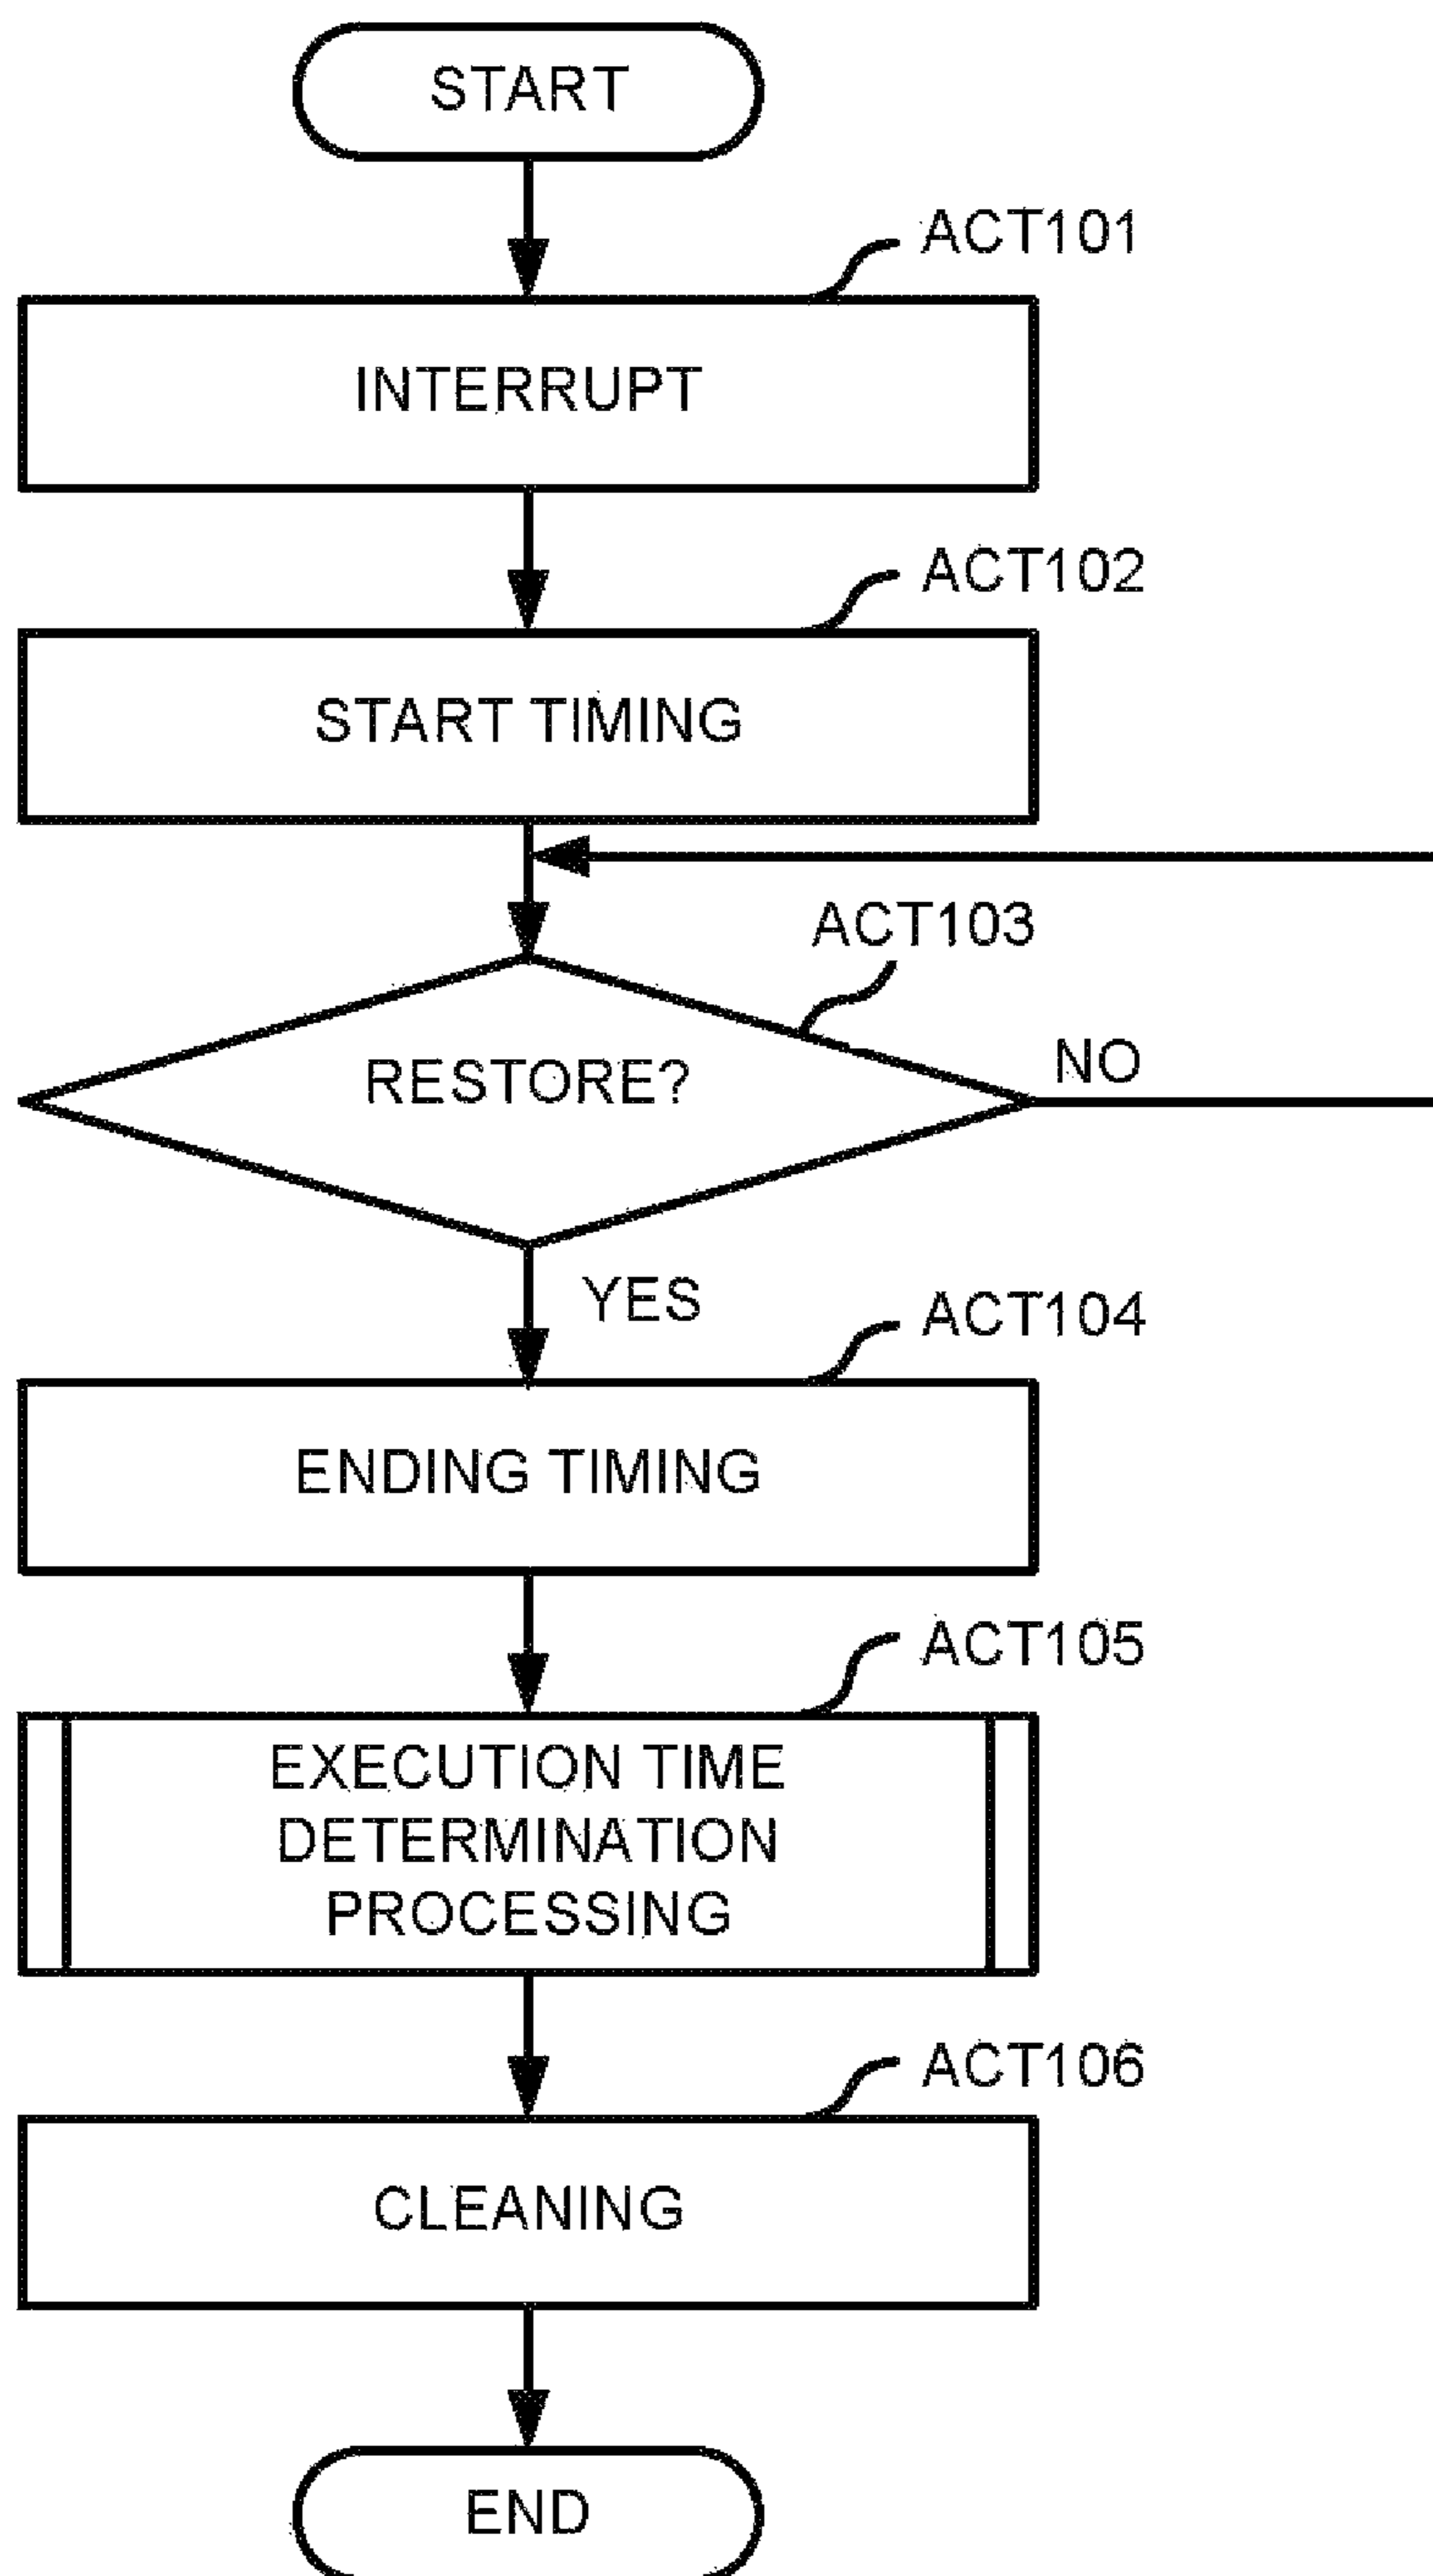 START
ACT101
INTERRUPT
ACT102
START TIMING
ACT103
RESTORE?
NO
YES
ACT104
ENDING TIMING
ACT105
EXECUTION TIME
DETERMINATION
PROCESSING
ACT106
CLEANING
END